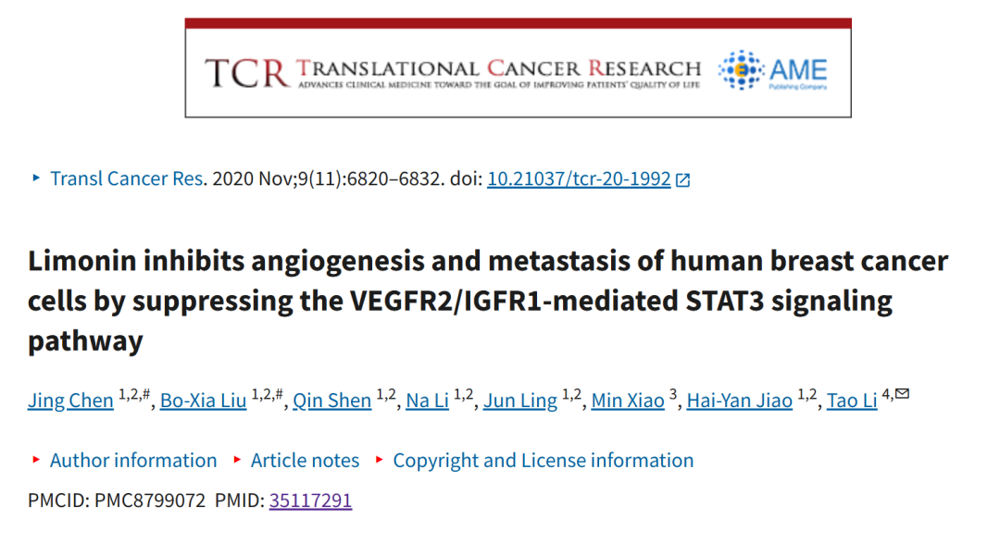 TCR TRANSLATIONAL CANCER RESEARCH AME
ADVANCES CLINICAL MEDICINE TOWARD THE GOAL OF IMPROVING PATIENTS' QUALITY OF LIFE Publishing Company
Transl Cancer Res. 2020 Nov;9(11):6820–6832. doi: 10.21037/tcr-20-1992
Limonin inhibits angiogenesis and metastasis of human breast cancer
cells by suppressing the VEGFR2/IGFR1-mediated STAT3 signaling
pathway
Jing Chen 1,2,#, Bo-Xia Liu 1,2,#, Qin Shen 1,2, Na Li 1,2, Jun Ling 1,2, Min Xiao 3, Hai-Yan Jiao 1,2, Tao Li 4,✉
▸ Author information ▸ Article notes ▸ Copyright and License information
PMCID: PMC8799072 PMID: 35117291